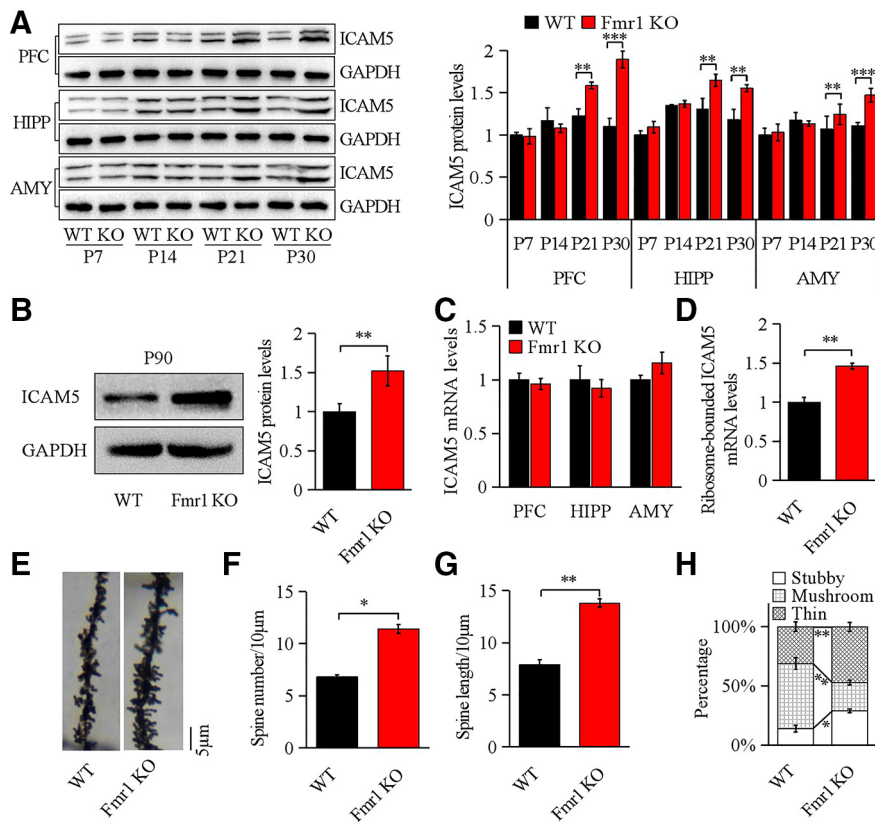 A
PFC
ICAM5
GAPDH
HIPP
ICAM5
GAPDH
AMY
ICAM5
GAPDH
WT KO WT KO WT KO WT KO
P7 P14 P21 P30
WT Fmr1 KO
ICAM5 protein levels
2
1.5
1
0.5
0
** *** ** ** ** ***
P7 P14 P21 P30 P7 P14 P21 P30 P7 P14 P21 P30
PFC HIPP AMY
B
P90
ICAM5
GAPDH
WT Fmr1 KO
ICAM5 protein levels
2
1.5
1
0.5
0
**
WT
Fmr1 KO
C
WT
Fmr1 KO
ICAM5 mRNA levels
1.5
1
0.5
0
PFC HIPP AMY
D
Ribosome-bounded ICAM5
mRNA levels
2
1.5
1
0.5
0
**
WT
Fmr1 KO
E
WT
Fmr1 KO
5μm
F
Spine number/10μm
15
10
5
0
*
WT
Fmr1 KO
G
Spine length/10μm
15
10
5
0
**
WT
Fmr1 KO
H
Stubby
Mushroom
Thin
Percentage
100%
50%
0%
**
**
*
WT
Fmr1 KO